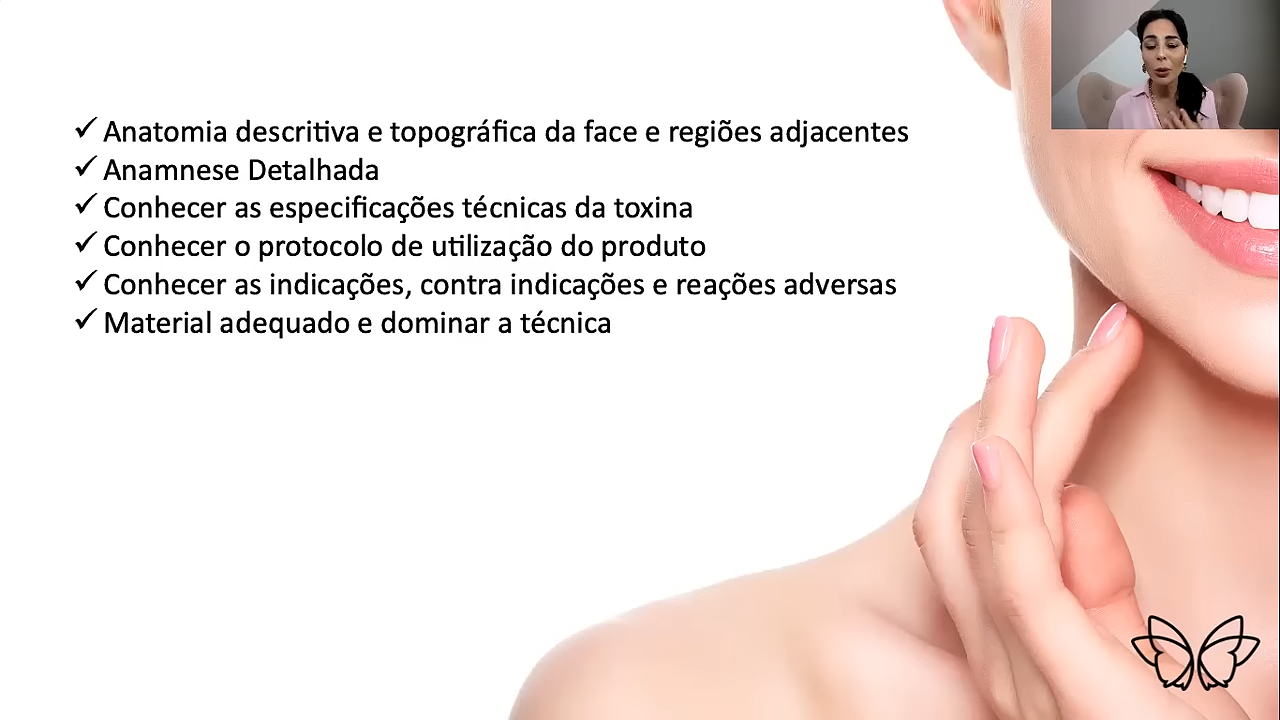 ✓ Anatomia descritiva e topográfica da face e regiões adjacentes
✓ Anamnese Detalhada
✓ Conhecer as especificações técnicas da toxina
✓ Conhecer o protocolo de utilização do produto
✓ Conhecer as indicações, contra indicações e reações adversas
✓ Material adequado e dominar a técnica